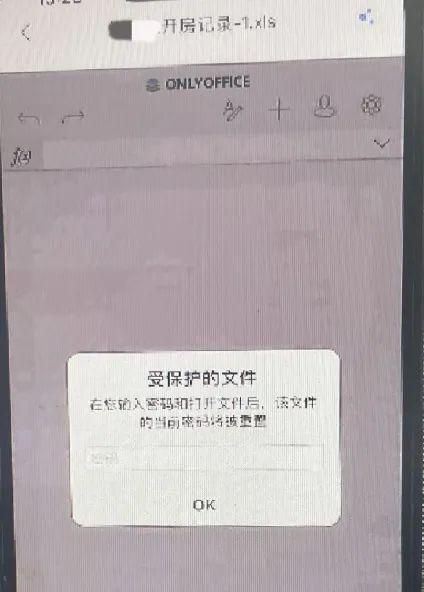 开房记录-1.xls
ONLYOFFICE
f(x)
受保护的文件
在您输入密码和打开文件后，该文件
的当前密码将被重置
密码
OK